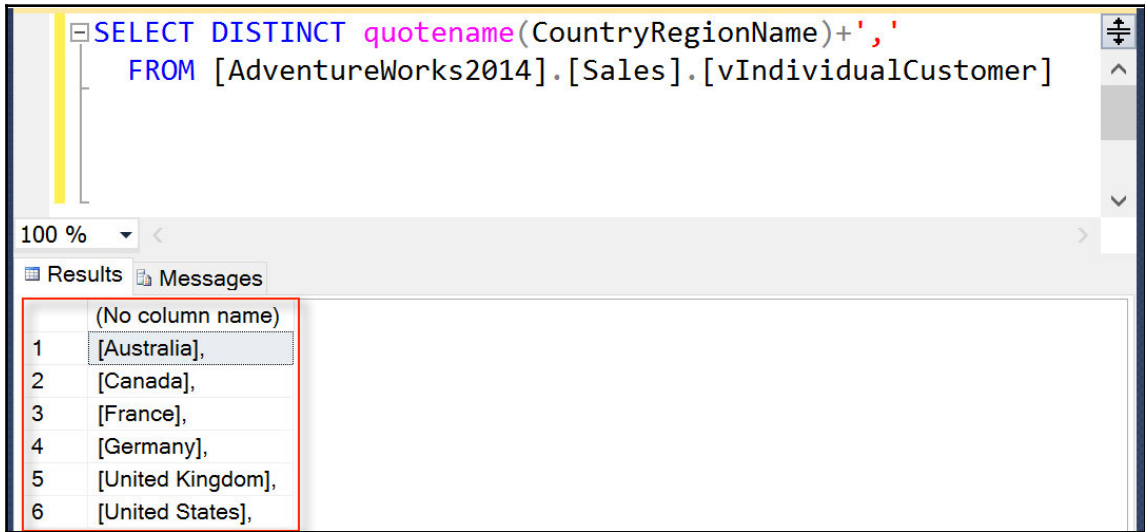 SELECT DISTINCT quotename(CountryRegionName)+','
FROM [AdventureWorks2014].[Sales].[vIndividualCustomer]
100 %
Results Messages
(No column name)
1 [Australia],
2 [Canada],
3 [France],
4 [Germany],
5 [United Kingdom],
6 [United States],